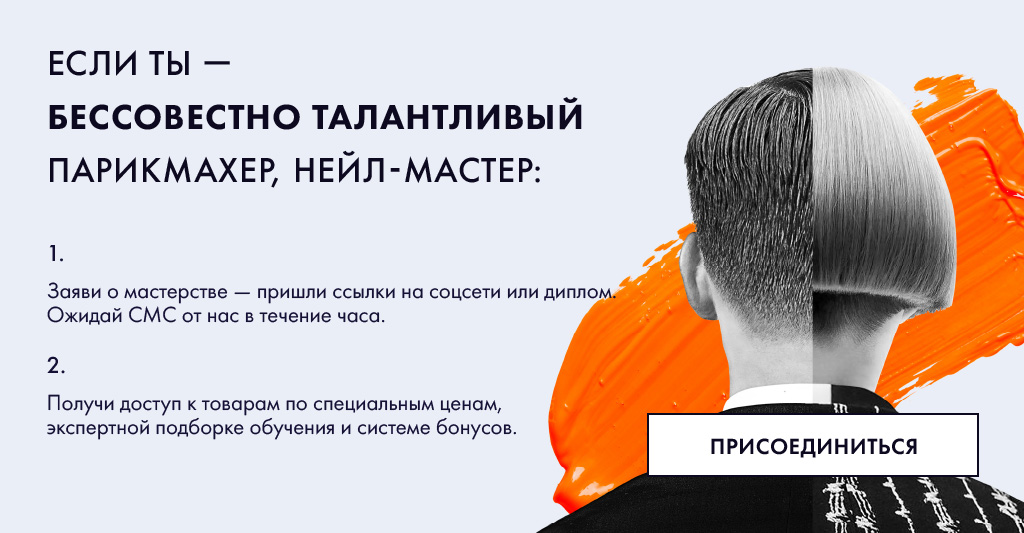 ЕСЛИ ТЫ —
БЕССОВЕСТНО ТАЛАНТЛИВЫЙ
ПАРИКМАХЕР, НЕЙЛ-МАСТЕР:
1.
Заяви о мастерстве — пришли ссылки на соцсети или диплом.
Ожидай СМС от нас в течение часа.
2.
Получи доступ к товарам по специальным ценам,
экспертной подборке обучения и системе бонусов.
ПРИСОЕДИНИТЬСЯ